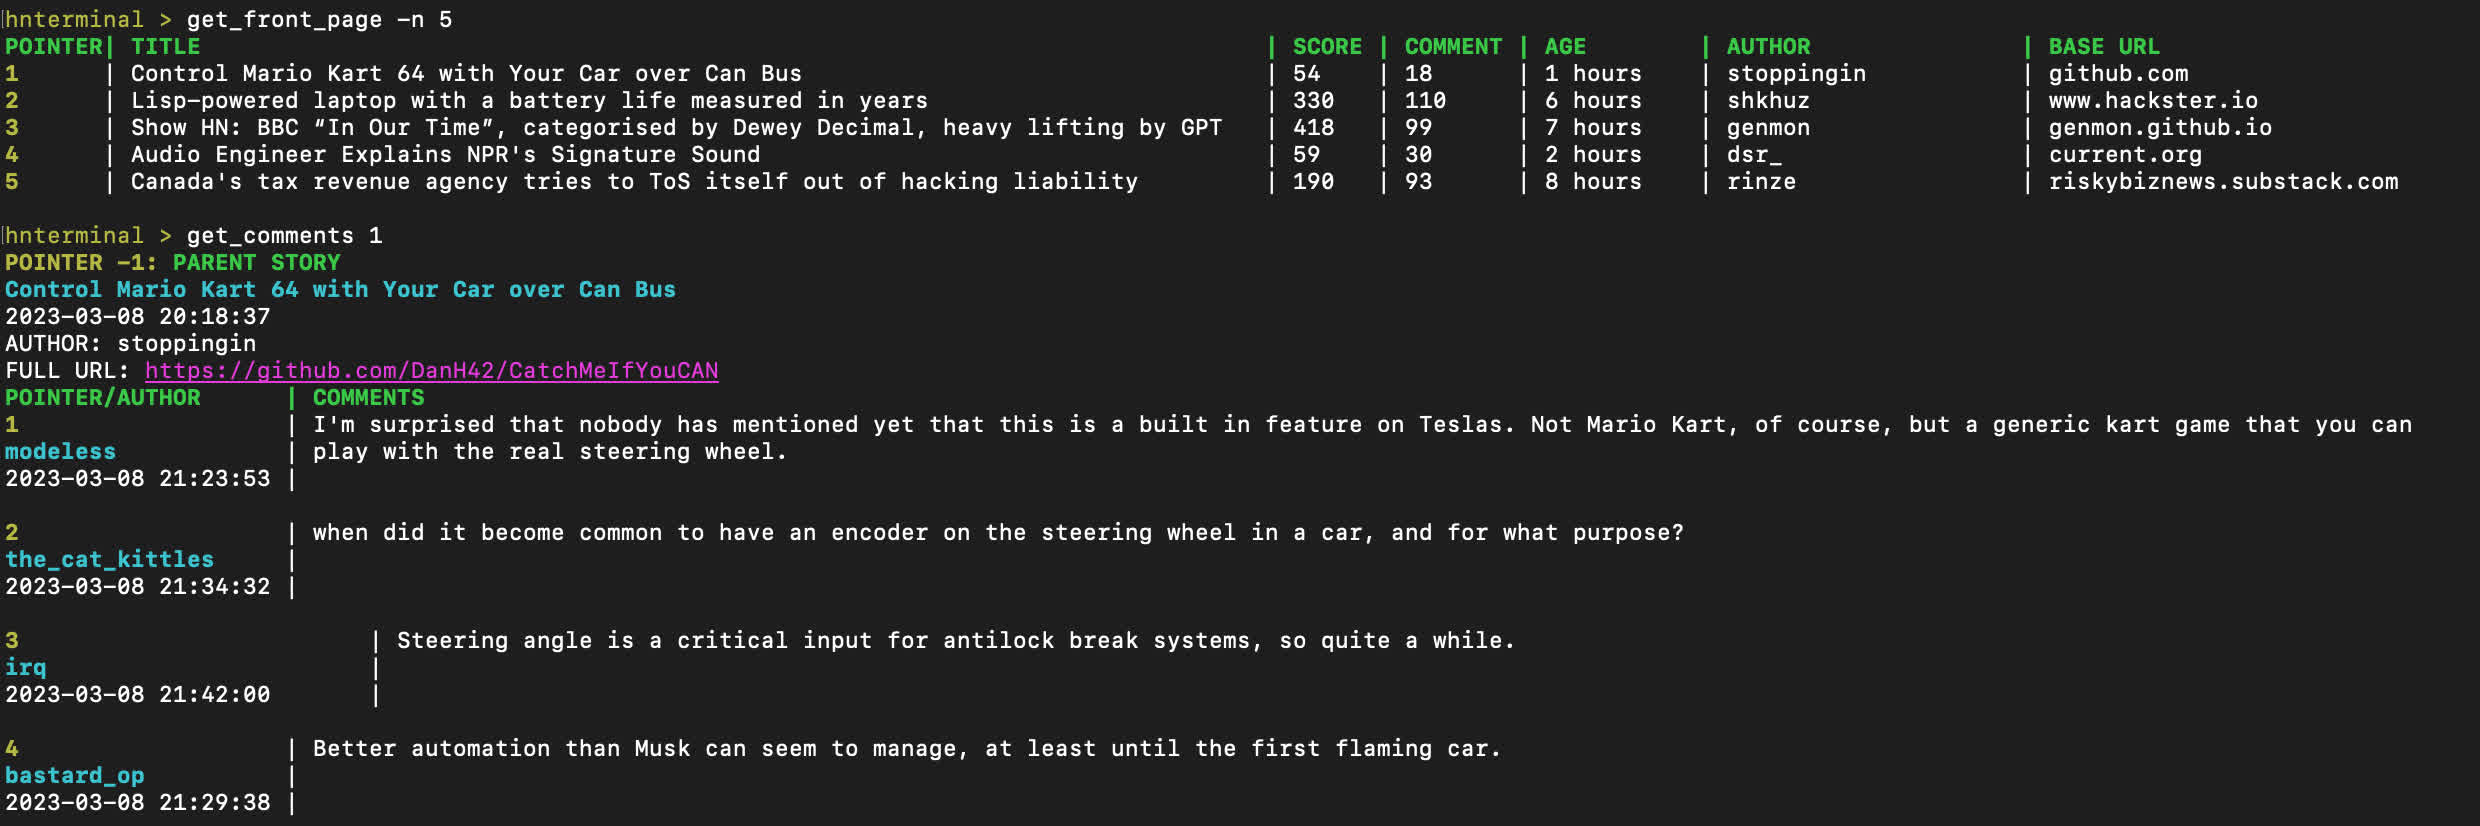 hnterminal > get_front_page -n 5
POINTER| TITLE | SCORE | COMMENT | AGE | AUTHOR | BASE URL
1 | Control Mario Kart 64 with Your Car over Can Bus | 54 | 18 | 1 hours | stoppingin | github.com
2 | Lisp-powered laptop with a battery life measured in years | 330 | 110 | 6 hours | shkhuz | www.hackster.io
3 | Show HN: BBC “In Our Time”, categorised by Dewey Decimal, heavy lifting by GPT | 418 | 99 | 7 hours | genmon | genmon.github.io
4 | Audio Engineer Explains NPR's Signature Sound | 59 | 30 | 2 hours | dsr_ | current.org
5 | Canada's tax revenue agency tries to ToS itself out of hacking liability | 190 | 93 | 8 hours | rinze | riskybiznews.substack.com
hnterminal > get_comments 1
POINTER -1: PARENT STORY
Control Mario Kart 64 with Your Car over Can Bus
2023-03-08 20:18:37
AUTHOR: stoppingin
FULL URL: https://github.com/DanH42/CatchMeIfYouCAN
POINTER/AUTHOR | COMMENTS
1 | I'm surprised that nobody has mentioned yet that this is a built in feature on Teslas. Not Mario Kart, of course, but a generic kart game that you can
modeless | play with the real steering wheel.
2023-03-08 21:23:53 |
2 | when did it become common to have an encoder on the steering wheel in a car, and for what purpose?
the_cat_kittles |
2023-03-08 21:34:32 |
3 | Steering angle is a critical input for antilock break systems, so quite a while.
irq |
2023-03-08 21:42:00 |
4 | Better automation than Musk can seem to manage, at least until the first flaming car.
bastard_op |
2023-03-08 21:29:38 |